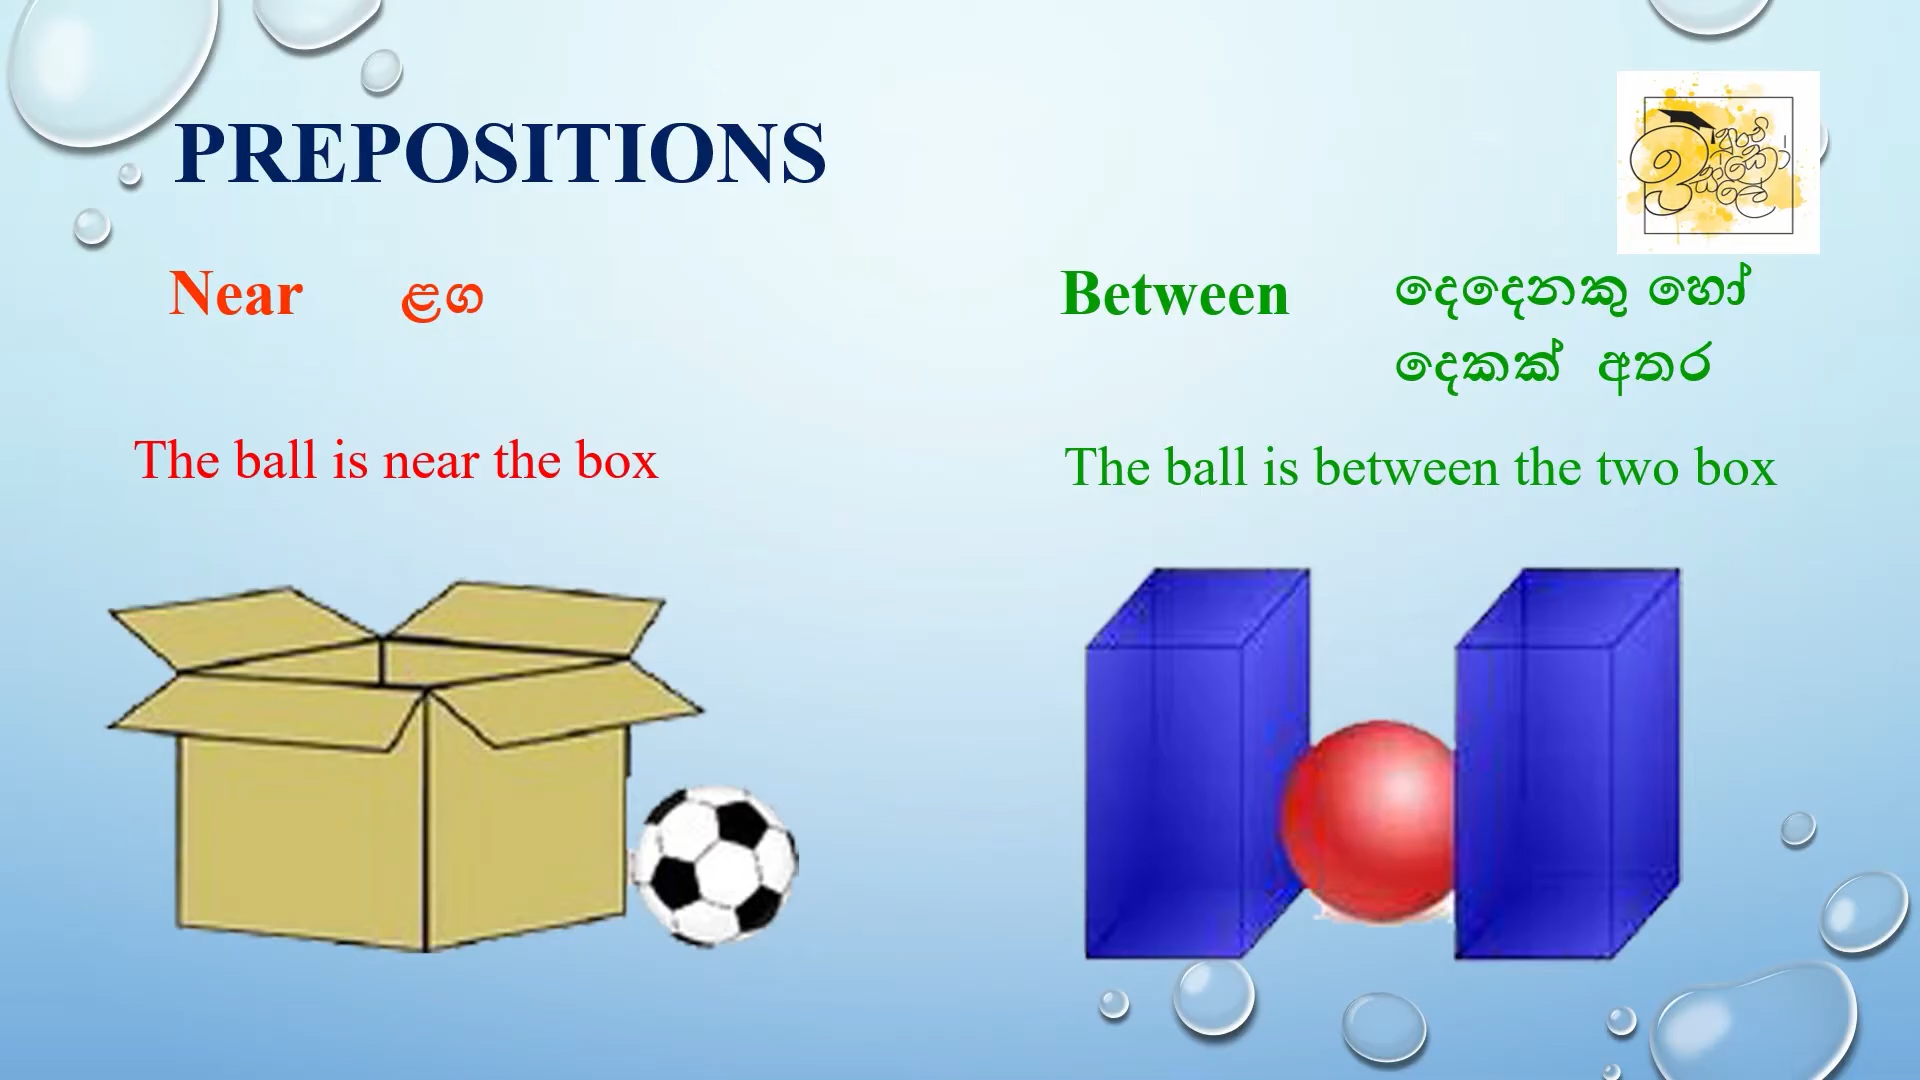 PREPOSITIONS
Near ළග
Between දෙදෙනකු හෝ
දෙකක් අතර
The ball is near the box
The ball is between the two box